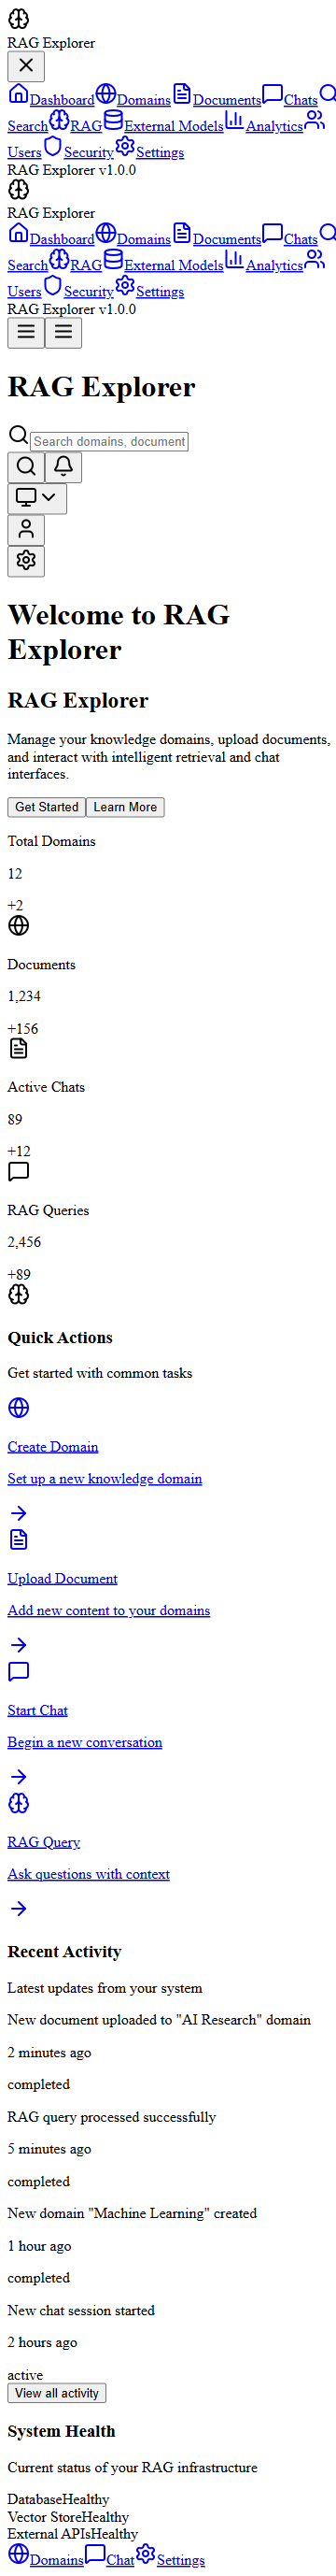 RAG Explorer
Dashboard Domains Documents Chats
Search RAG External Models Analytics
Users Security Settings
RAG Explorer v1.0.0
RAG Explorer
Dashboard Domains Documents Chats
Search RAG External Models Analytics
Users Security Settings
RAG Explorer v1.0.0
RAG Explorer
Search domains, document
Welcome to RAG
Explorer
RAG Explorer
Manage your knowledge domains, upload documents,
and interact with intelligent retrieval and chat
interfaces.
Get Started Learn More
Total Domains
12
+2
Documents
1,234
+156
Active Chats
89
+12
RAG Queries
2,456
+89
Quick Actions
Get started with common tasks
Create Domain
Set up a new knowledge domain
Upload Document
Add new content to your domains
Start Chat
Begin a new conversation
RAG Query
Ask questions with context
Recent Activity
Latest updates from your system
New document uploaded to "AI Research" domain
2 minutes ago
completed
RAG query processed successfully
5 minutes ago
completed
New domain "Machine Learning" created
1 hour ago
completed
New chat session started
2 hours ago
active
View all activity
System Health
Current status of your RAG infrastructure
DatabaseHealthy
Vector StoreHealthy
External APIsHealthy
Domains Chat Settings